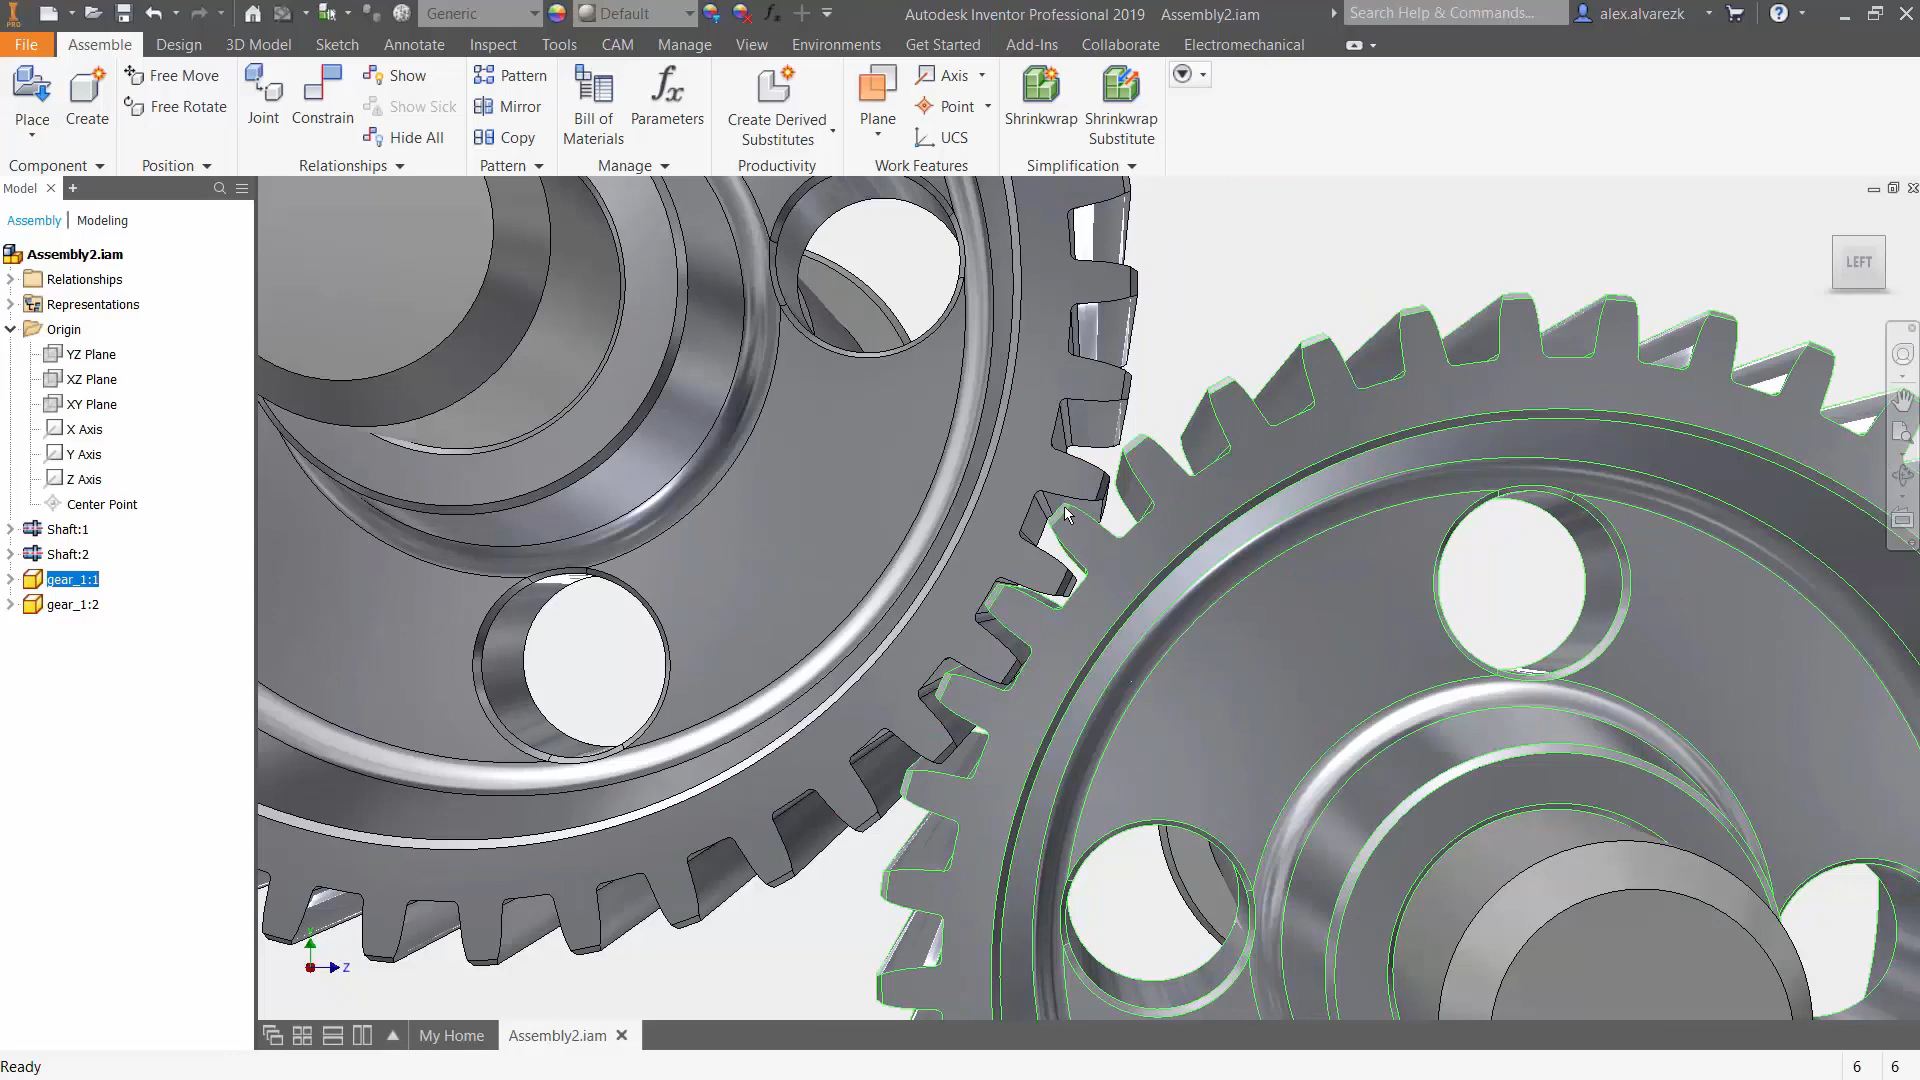 PRO
Generic
Default
fx
Autodesk Inventor Professional 2019 Assembly2.iam
Search Help & Commands...
alex.alvarezk
File
Assemble
Design
3D Model
Sketch
Annotate
Inspect
Tools
CAM
Manage
View
Environments
Get Started
Add-Ins
Collaborate
Electromechanical
Place
Create
Free Move
Free Rotate
Joint
Constrain
Show
Show Sick
Hide All
Pattern
Mirror
Copy
Bill of
Materials
fx
Parameters
Create Derived
Substitutes
Plane
Axis
Point
UCS
Shrinkwrap
Shrinkwrap
Substitute
Component
Position
Relationships
Pattern
Manage
Productivity
Work Features
Simplification
Model
Assembly
Modeling
Assembly2.iam
Relationships
Representations
Origin
YZ Plane
XZ Plane
XY Plane
X Axis
Y Axis
Z Axis
Center Point
Shaft:1
Shaft:2
gear_1:1
gear_1:2
LEFT
Y
Z
My Home
Assembly2.iam
Ready
6
6